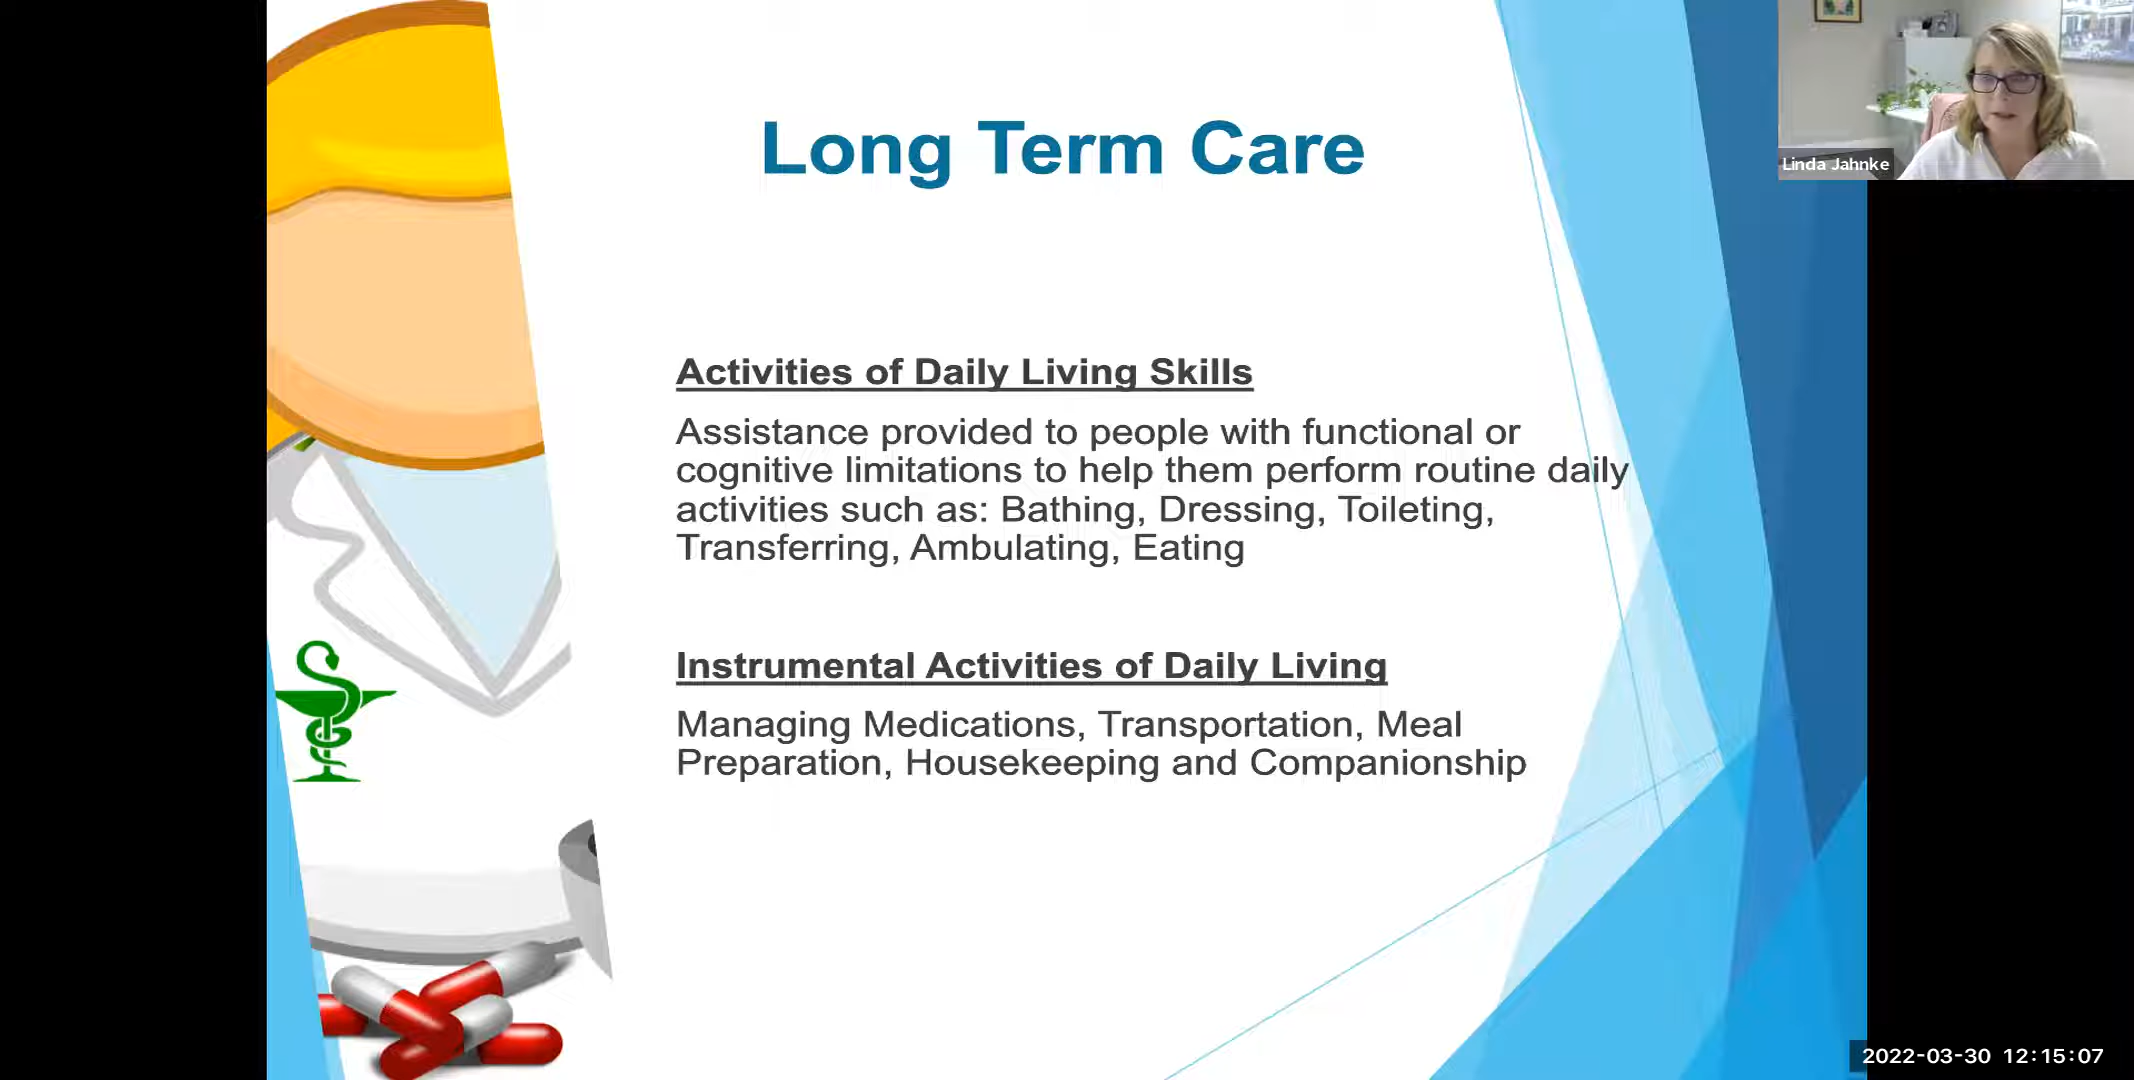 Long Term Care
Linda Jahnke
Activities of Daily Living Skills
Assistance provided to people with functional or
cognitive limitations to help them perform routine daily
activities such as: Bathing, Dressing, Toileting,
Transferring, Ambulating, Eating
Instrumental Activities of Daily Living
Managing Medications, Transportation, Meal
Preparation, Housekeeping and Companionship
2022-03-30 12:15:07